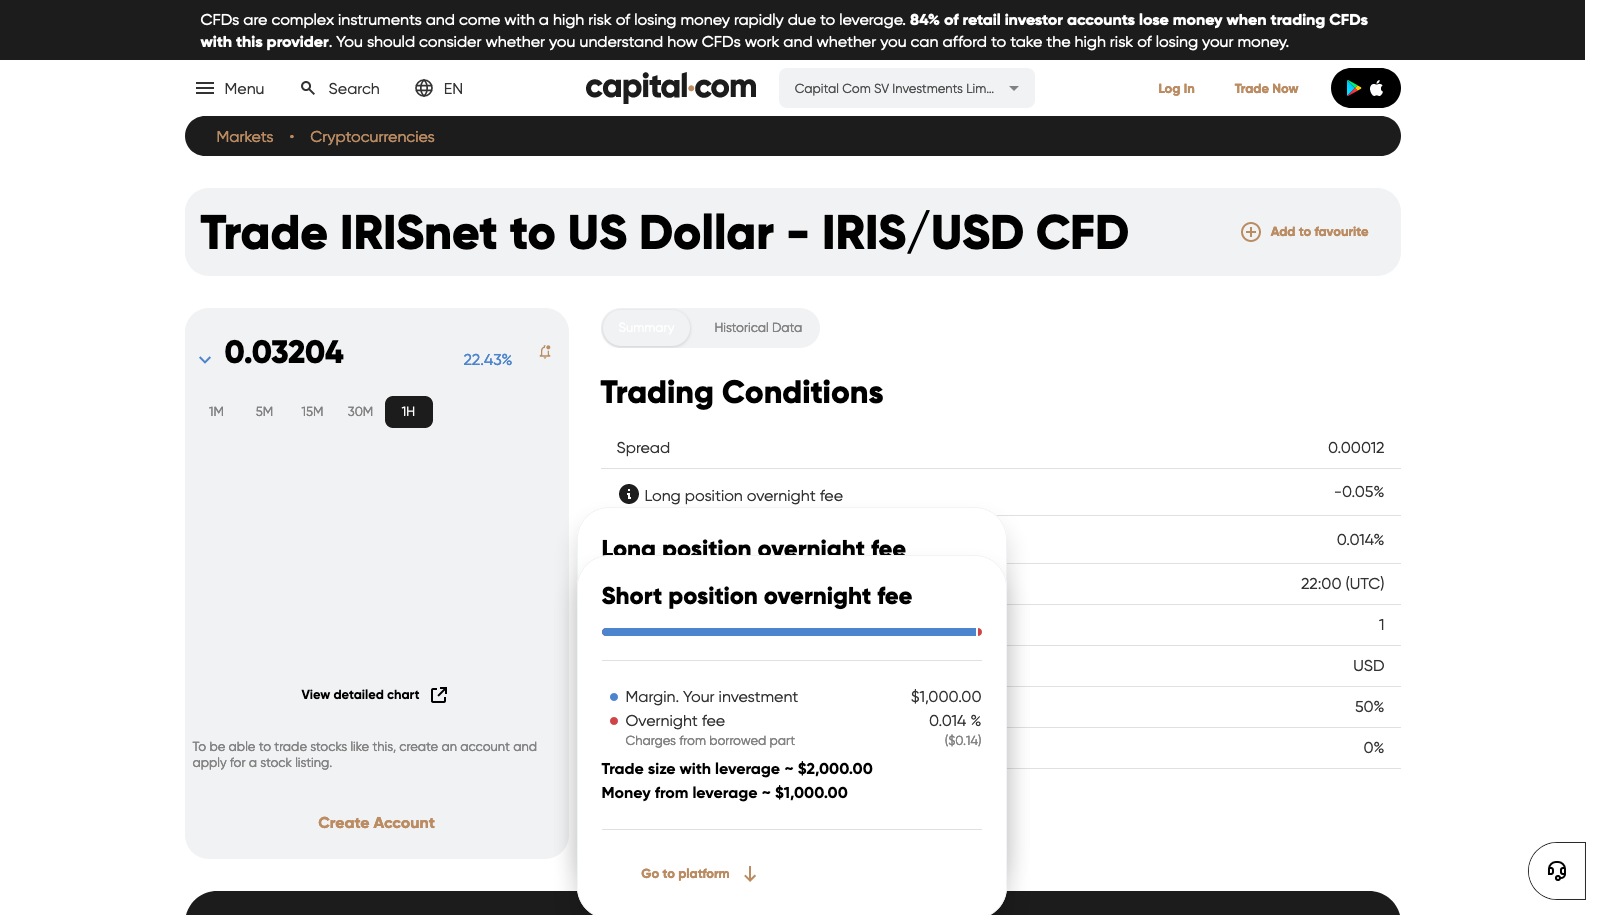 CFDs are complex instruments and come with a high risk of losing money rapidly due to leverage. 84% of retail investor accounts lose money when trading CFDs
with this provider. You should consider whether you understand how CFDs work and whether you can afford to take the high risk of losing your money.
Menu
Search
EN
capital.com
Capital Com SV Investments Lim...
Log In
Trade Now
Markets • Cryptocurrencies
Trade IRISnet to US Dollar - IRIS/USD CFD
Add to favourite
0.03204
22.43%
1M 5M 15M 30M 1H
View detailed chart
To be able to trade stocks like this, create an account and
apply for a stock listing.
Create Account
Summary
Historical Data
Trading Conditions
Spread 0.00012
Long position overnight fee -0.05%
0.014%
22:00 (UTC)
1
USD
50%
0%
Long position overnight fee
Short position overnight fee
Margin. Your investment $1,000.00
Overnight fee 0.014 %
Charges from borrowed part ($0.14)
Trade size with leverage ~ $2,000.00
Money from leverage ~ $1,000.00
Go to platform